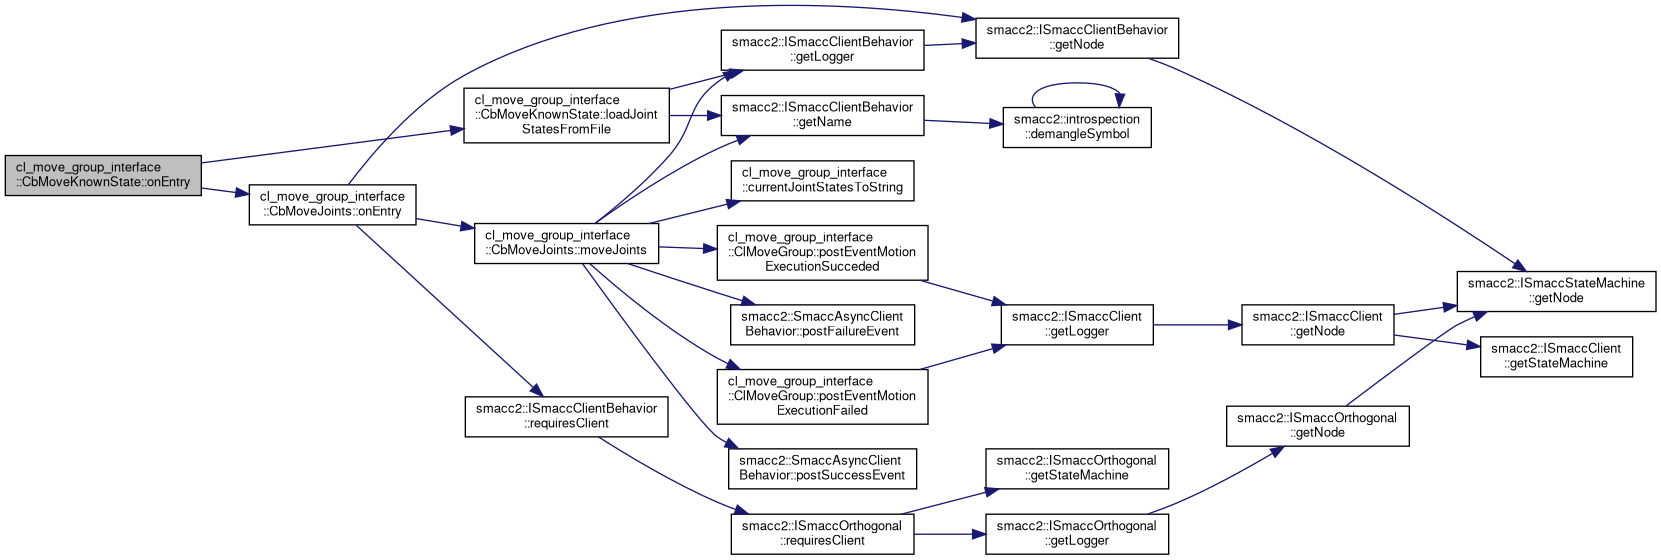 cl_move_group_interface
::CbMoveKnownState::onEntry
cl_move_group_interface
::CbMoveKnownState::loadJoint
StatesFromFile
cl_move_group_interface
::CbMoveJoints::onEntry
smacc2::ISmaccClientBehavior
::getLogger
smacc2::ISmaccClientBehavior
::getNode
smacc2::ISmaccClientBehavior
::getName
smacc2::introspection
::demangleSymbol
cl_move_group_interface
::currentJointStatesToString
cl_move_group_interface
::CbMoveJoints::moveJoints
cl_move_group_interface
::ClMoveGroup::postEventMotion
ExecutionSucceded
smacc2::SmaccAsyncClient
Behavior::postFailureEvent
cl_move_group_interface
::ClMoveGroup::postEventMotion
ExecutionFailed
smacc2::SmaccAsyncClient
Behavior::postSuccessEvent
smacc2::ISmaccClient
::getLogger
smacc2::ISmaccClient
::getNode
smacc2::ISmaccStateMachine
::getNode
smacc2::ISmaccClient
::getStateMachine
smacc2::ISmaccClientBehavior
::requiresClient
smacc2::ISmaccOrthogonal
::requiresClient
smacc2::ISmaccOrthogonal
::getStateMachine
smacc2::ISmaccOrthogonal
::getLogger
smacc2::ISmaccOrthogonal
::getNode